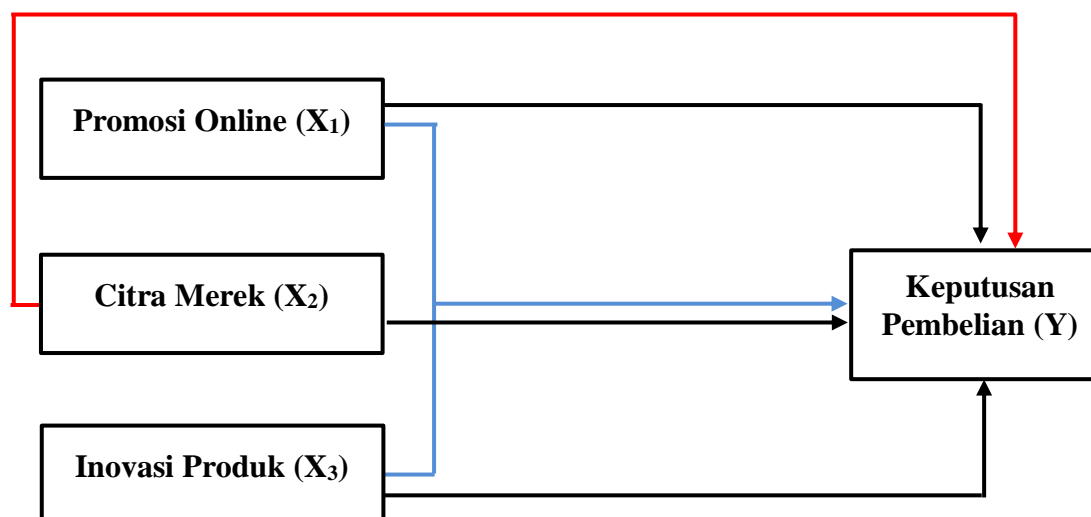 Promosi Online (X₁)
Citra Merek (X₂)
Keputusan
Pembelian (Y)
Inovasi Produk (X₃)